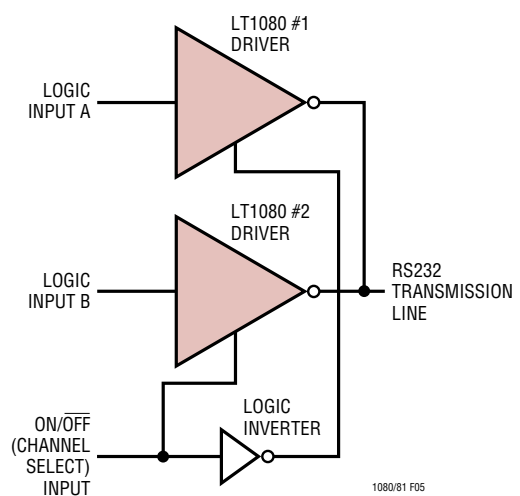 LT1080 #1
DRIVER
LOGIC
INPUT A
LT1080 #2
DRIVER
LOGIC
INPUT B
RS232
TRANSMISSION
LINE
LOGIC
INVERTER
ON/O̅F̅F̅
(CHANNEL
SELECT)
INPUT
1080/81 F05